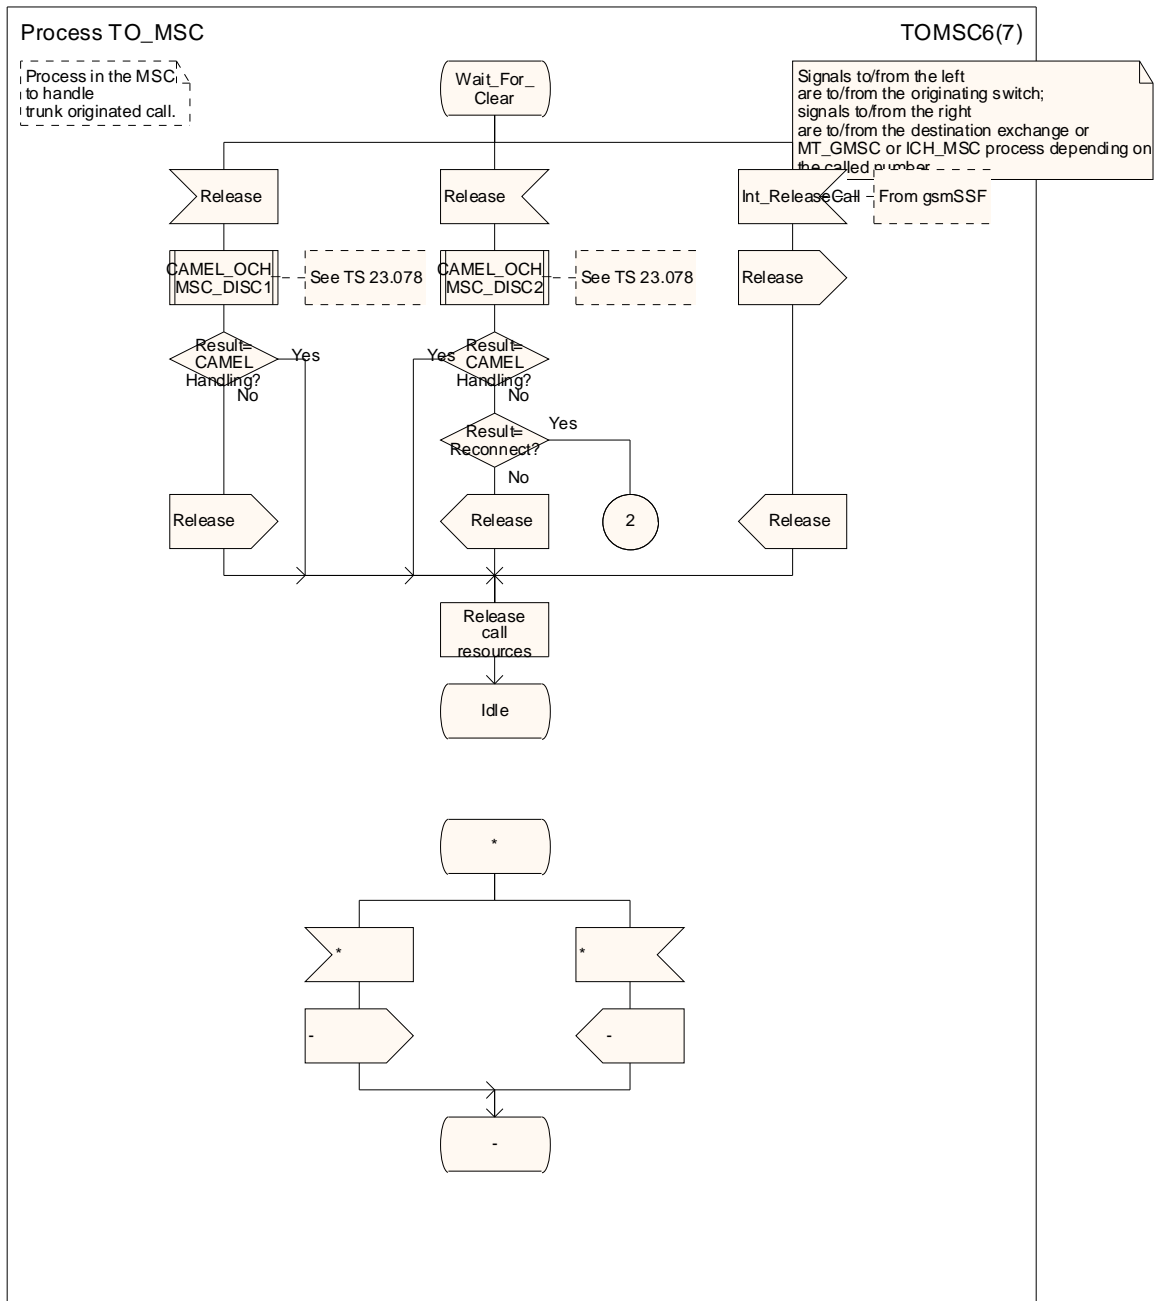 Process TO_MSC
TOMSC6(7)
Process in the MSC
to handle
trunk originated call.
Wait_For_
Clear
Signals to/from the left
are to/from the originating switch;
signals to/from the right
are to/from the destination exchange or
MT_GMSC or ICH_MSC process depending on
the called number
Release
Release
Int_ReleaseCall
From gsmSSF
CAMEL_OCH_
MSC_DISC1
See TS 23.078
CAMEL_OCH_
MSC_DISC2
See TS 23.078
Release
Result=
CAMEL
Handling?
Yes
No
Yes
Result=
CAMEL
Handling?
No
Result=
Reconnect?
Yes
No
Release
Release
2
Release
Release
call
resources
Idle
*
*
*
-
-
-